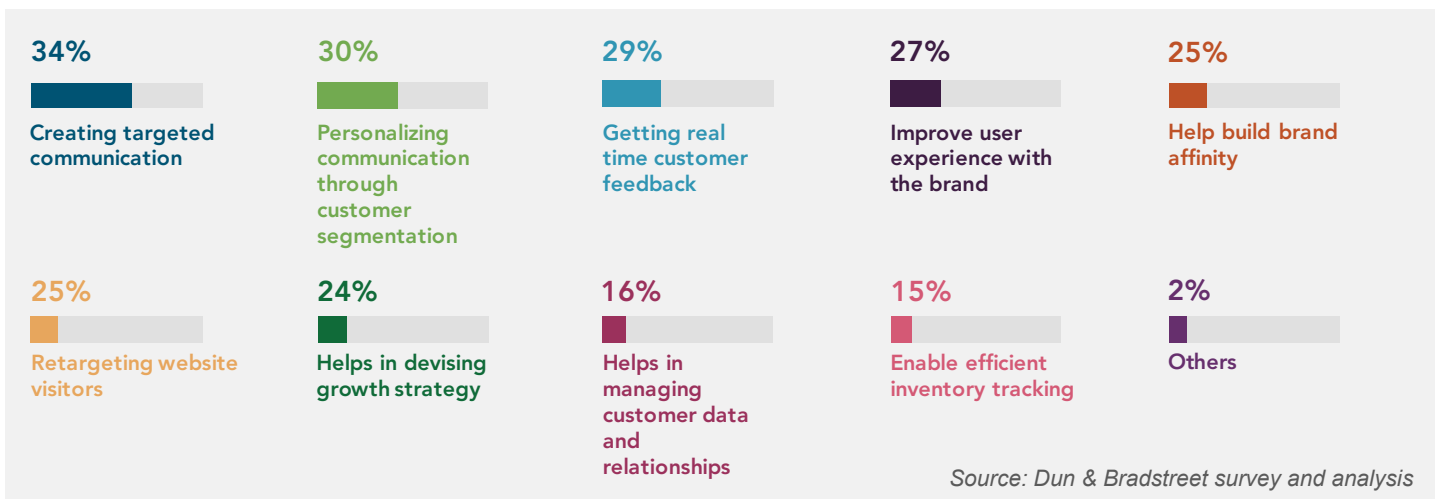 34%
Creating targeted
communication
30%
Personalizing
communication
through
customer
segmentation
29%
Getting real
time customer
feedback
27%
Improve user
experience with
the brand
25%
Help build brand
affinity
25%
Retargeting website
visitors
24%
Helps in devising
growth strategy
16%
Helps in
managing
customer data
and
relationships
15%
Enable efficient
inventory tracking
2%
Others
Source: Dun & Bradstreet survey and analysis